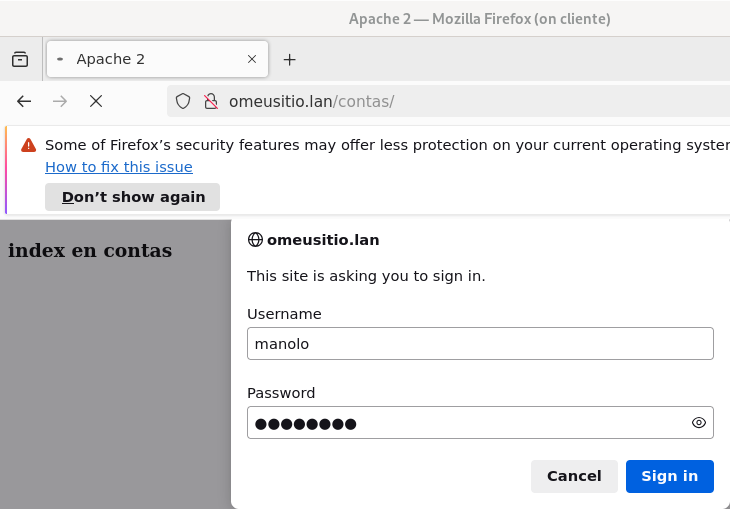 Apache 2 — Mozilla Firefox (on cliente)
Apache 2
omeusitio.lan/contas/
Some of Firefox’s security features may offer less protection on your current operating syster
How to fix this issue
Don’t show again
index en contas
omeusitio.lan
This site is asking you to sign in.
Username
manolo
Password
●●●●●●●●
Cancel Sign in